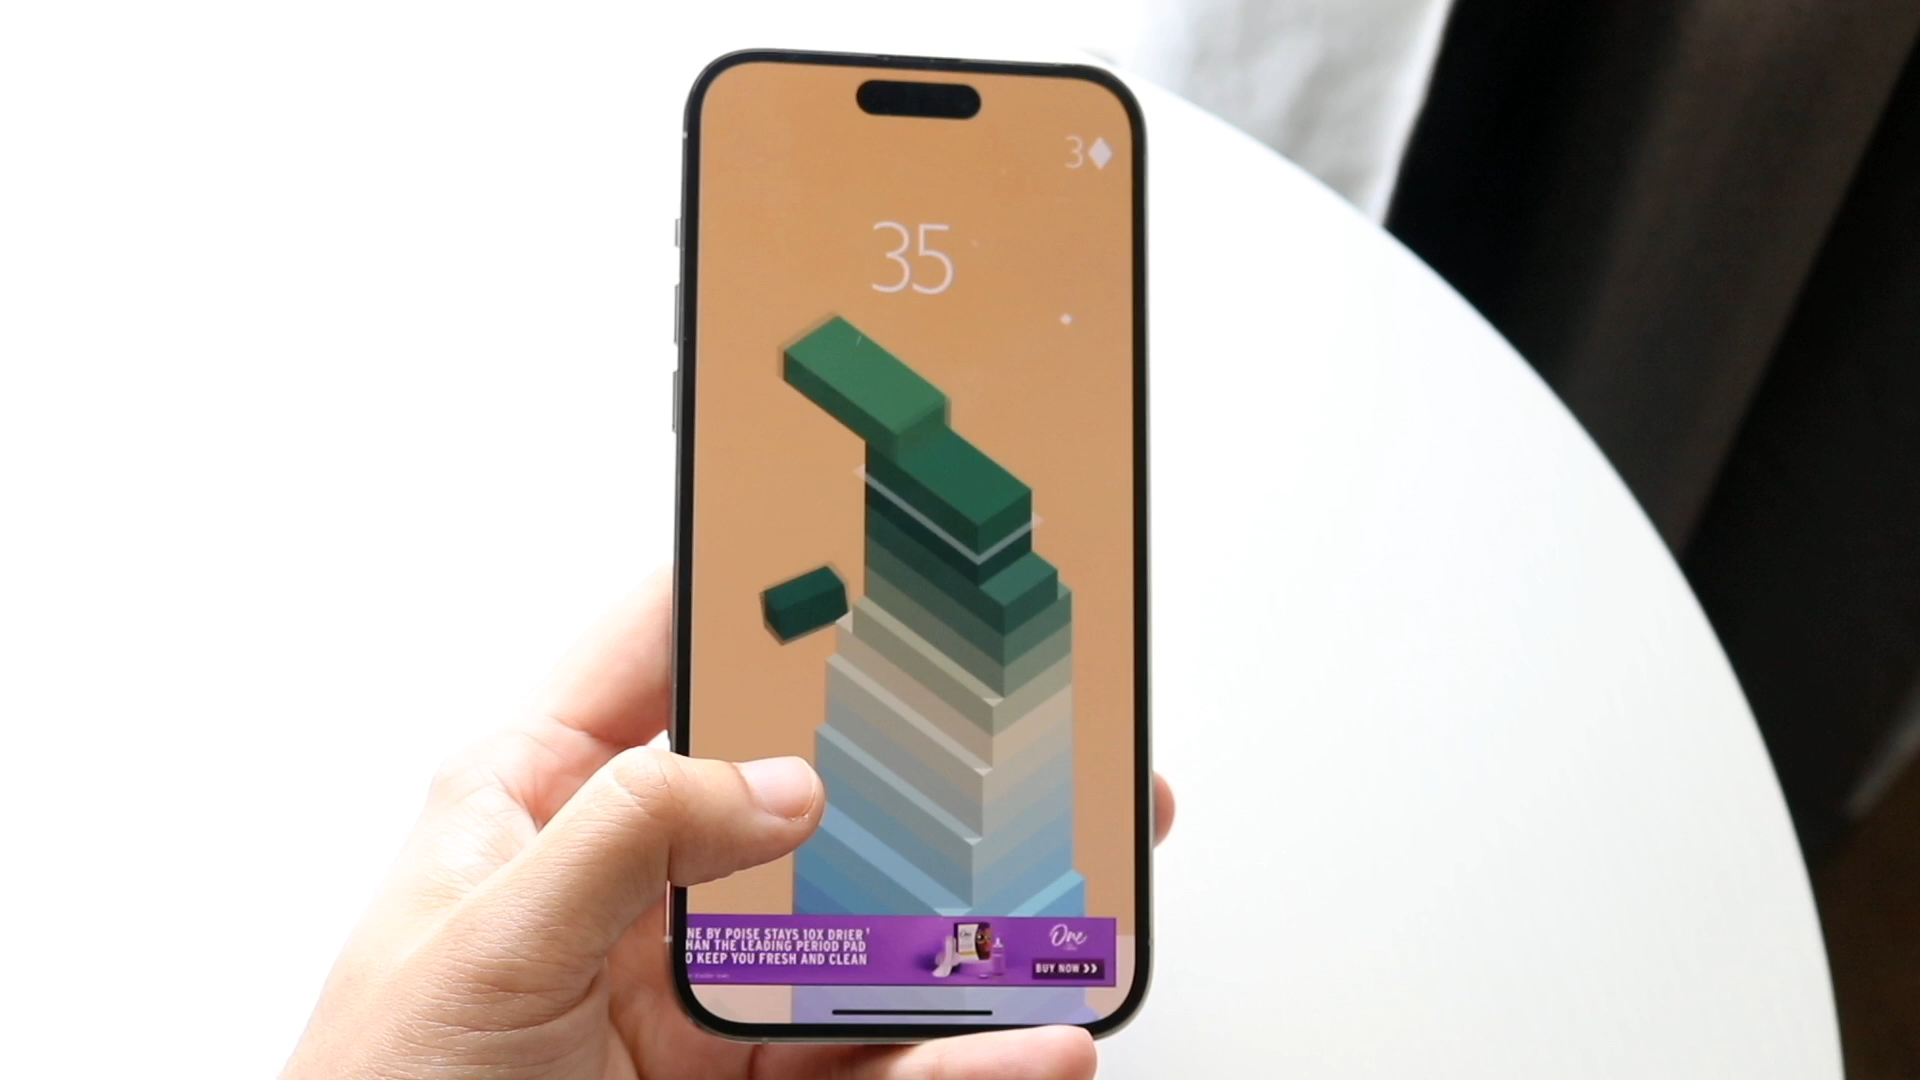 3
35
NE BY POISE STAYS 10X DRIER
HAN THE LEADING PERIOD PAD
O KEEP YOU FRESH AND CLEAN
One
BUY NOW